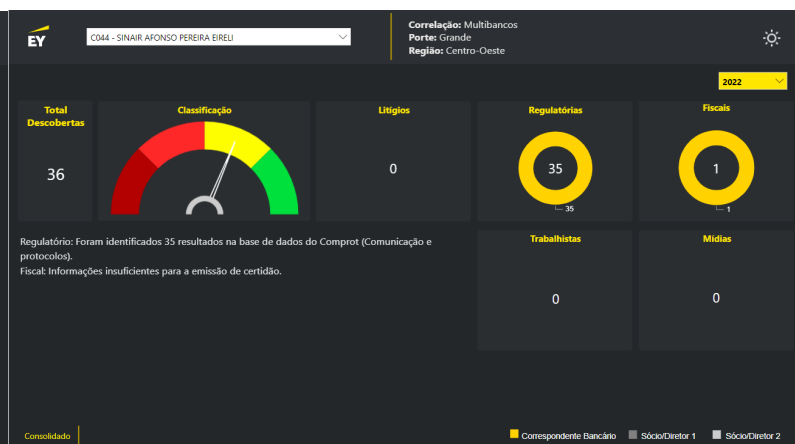 EY
C044 - SINAIR AFONSO PEREIRA EIRELI
Correlação: Multibancos
Porte: Grande
Região: Centro-Oeste
2022
Total
Descobertas
36
Classificação
Litígios
0
Regulatórias
35
35
Fiscais
1
1
Regulatório: Foram identificados 35 resultados na base de dados do Comprot (Comunicação e
protocolos).
Fiscal: Informações insuficientes para a emissão de certidão.
Trabalhistas
0
Mídias
0
Consolidado
Correspondente Bancário
Sócio/Diretor 1
Sócio/Diretor 2